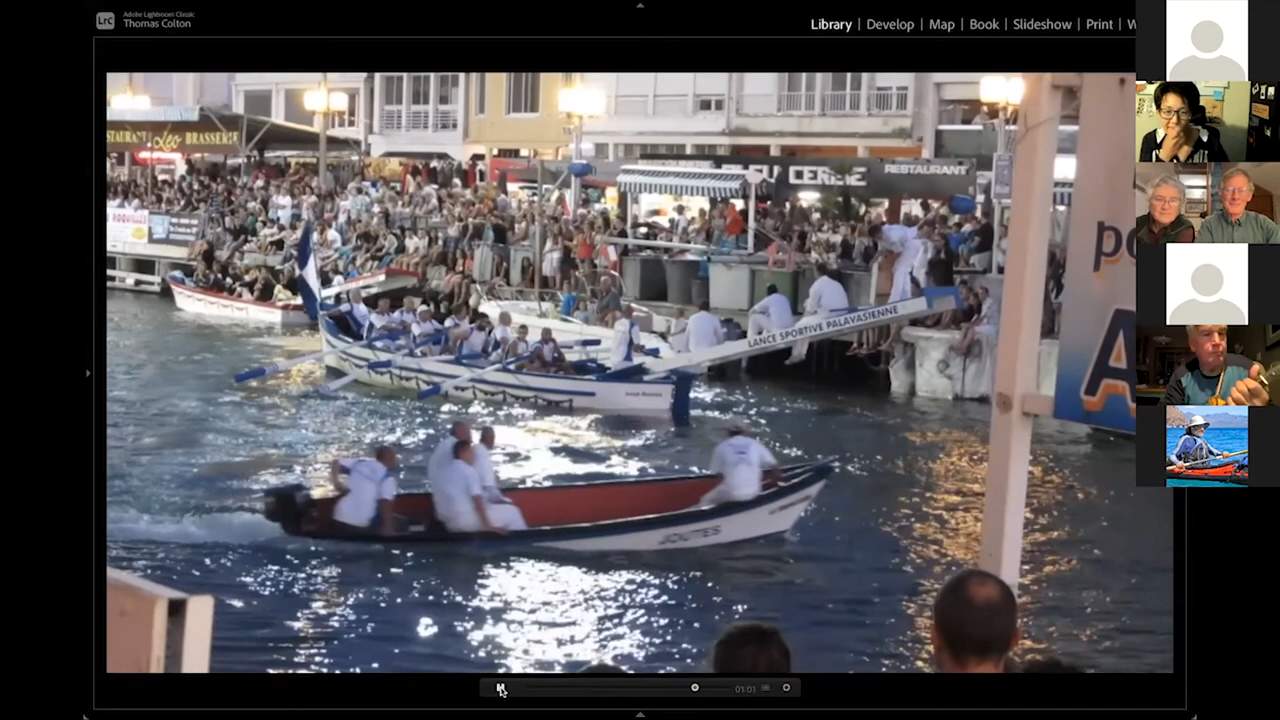 Adobe Lightroom Classic
LrC
Thomas Colton
Library | Develop | Map | Book | Slideshow | Print | W
Leo BRASSERIE
RESTAURANT
LANCE SPORTIVE PALAVASIENNE
JOUTES
01:01